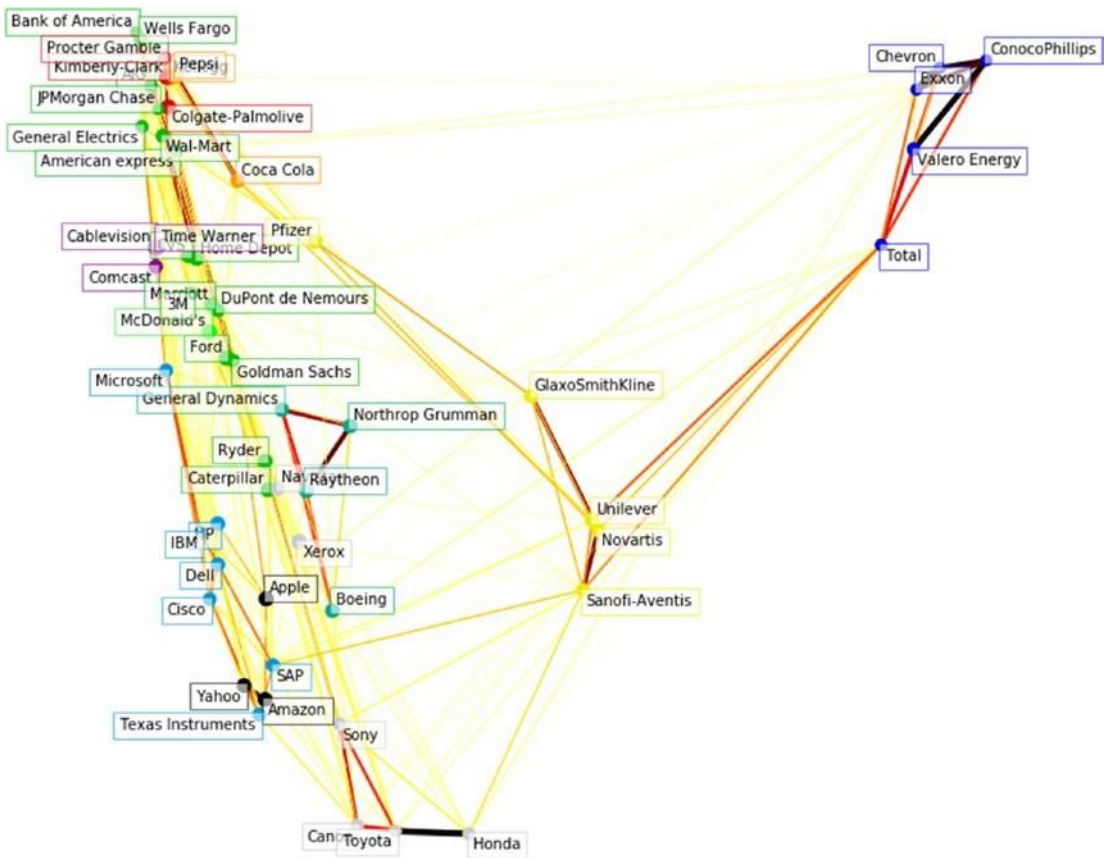 Bank of America
Wells Fargo
Procter Gamble
Kimberly-Clark
Pepsi
JPMorgan Chase
Colgate-Palmolive
General Electrics
Wal-Mart
American express
Coca Cola
Chevron
ConocoPhillips
Exxon
Valero Energy
Total
Pfizer
Cablevision
Time Warner
Home Depot
Comcast
Marriott
DuPont de Nemours
3M
McDonald's
Ford
Goldman Sachs
Microsoft
General Dynamics
Northrop Grumman
GlaxoSmithKline
Ryder
Caterpillar
Raytheon
Unilever
Novartis
IBM
Xerox
Dell
Apple
Cisco
Boeing
Sanofi-Aventis
SAP
Yahoo
Amazon
Texas Instruments
Sony
Toyota
Honda